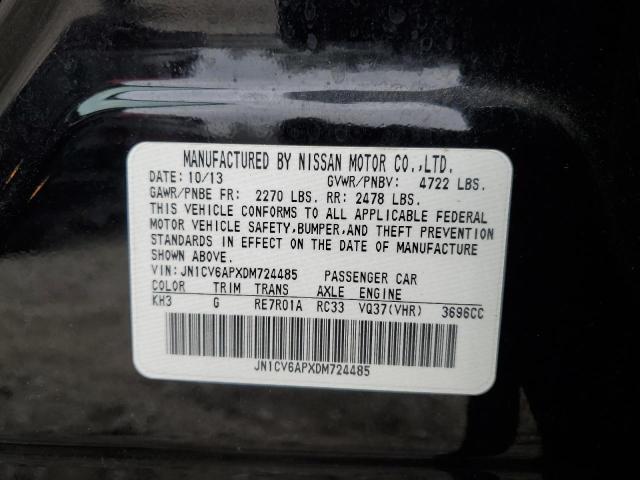 MANUFACTURED BY NISSAN MOTOR CO.,LTD.
DATE: 10/13 GVWR/PNBV: 4722 LBS.
GAWR/PNBE FR: 2270 LBS. RR: 2478 LBS.
THIS VEHICLE CONFORMS TO ALL APPLICABLE FEDERAL
MOTOR VEHICLE SAFETY,BUMPER,AND THEFT PREVENTION
STANDARDS IN EFFECT ON THE DATE OF MANUFACTURE
SHOWN ABOVE.
VIN: JN1CV6APXDM724485 PASSENGER CAR
COLOR TRIM TRANS AXLE ENGINE
KH3 G RE7R01A RC33 VQ37(VHR) 3696CC
JN1CV6APXDM724485